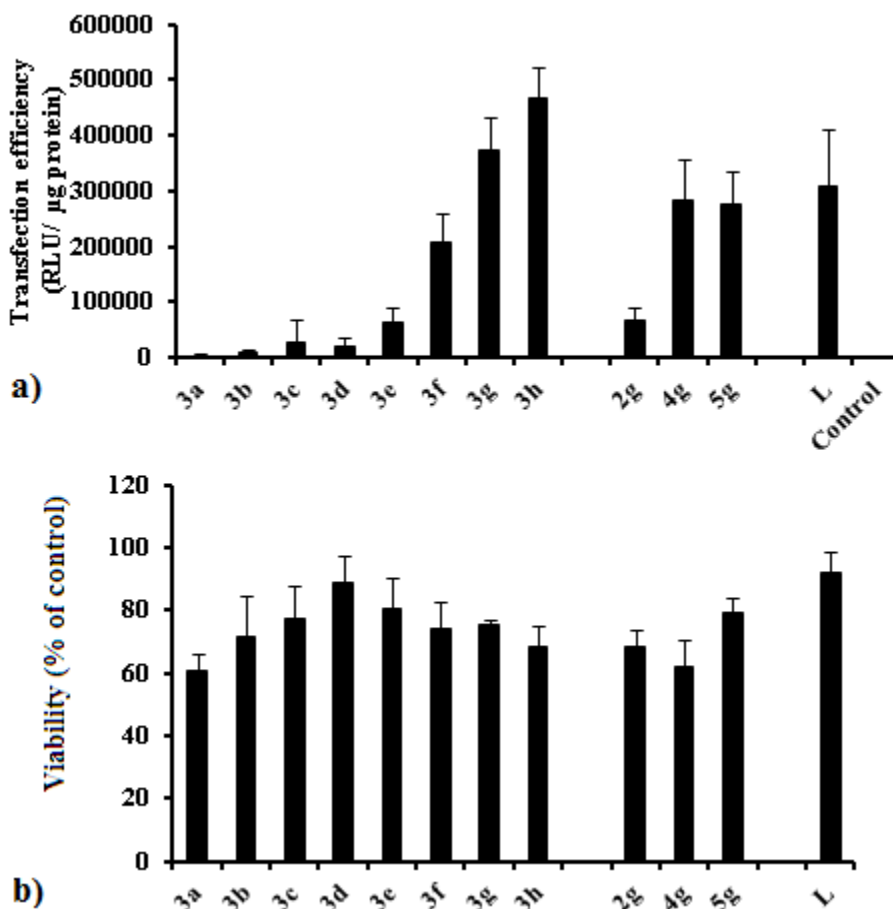 Transfection efficiency
(RLU/ µg protein)
600000
500000
400000
300000
200000
100000
0
3a 3b 3c 3d 3e 3f 3g 3h 2g 4g 5g L Control
a)
Viability (% of control)
120
100
80
60
40
20
0
3a 3b 3c 3d 3e 3f 3g 3h 2g 4g 5g L
b)